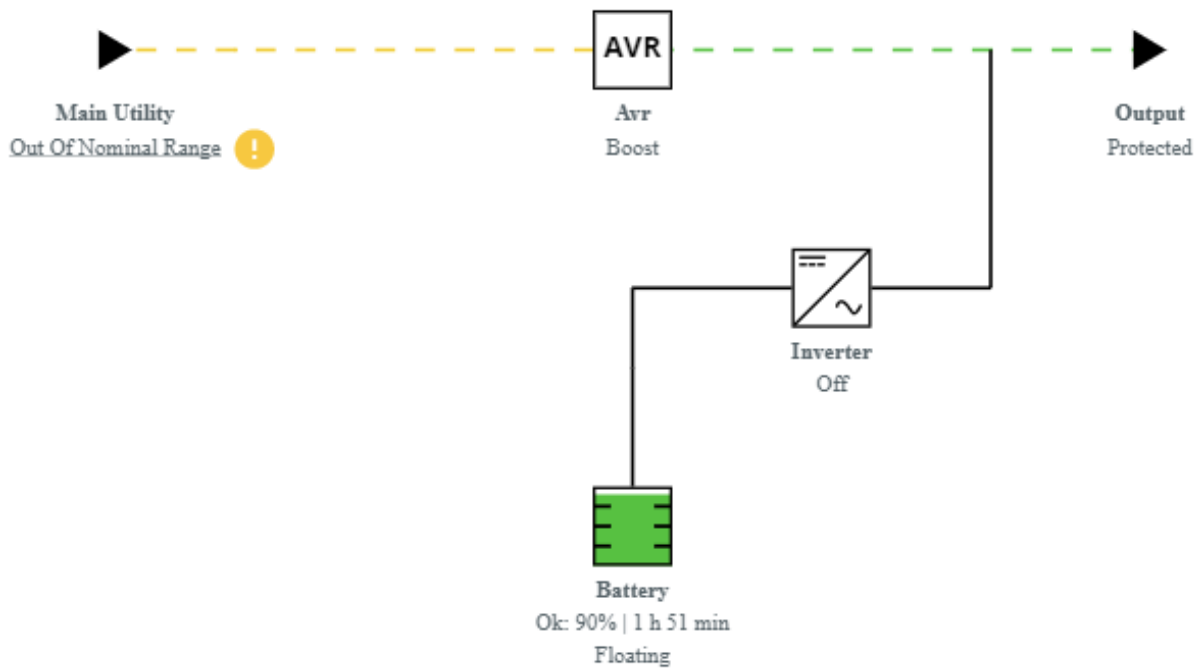 AVR
Main Utility
Out Of Nominal Range !
Avr
Boost
Output
Protected
Inverter
Off
Battery
Ok: 90% | 1 h 51 min
Floating